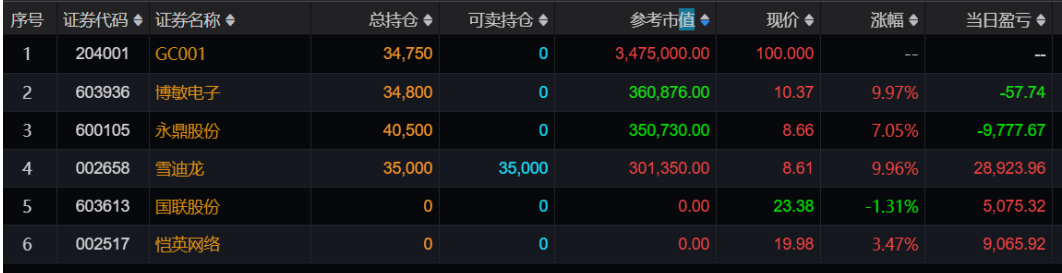 序号 证券代码 证券名称 总持仓 可卖持仓 参考市值 现价 涨幅 当日盈亏
1 204001 GC001 34,750 0 3,475,000.00 100.000 -- --
2 603936 博敏电子 34,800 0 360,876.00 10.37 9.97% -57.74
3 600105 永鼎股份 40,500 0 350,730.00 8.66 7.05% -9,777.67
4 002658 雪迪龙 35,000 35,000 301,350.00 8.61 9.96% 28,923.96
5 603613 国联股份 0 0 0.00 23.38 -1.31% 5,075.32
6 002517 恺英网络 0 0 0.00 19.98 3.47% 9,065.92